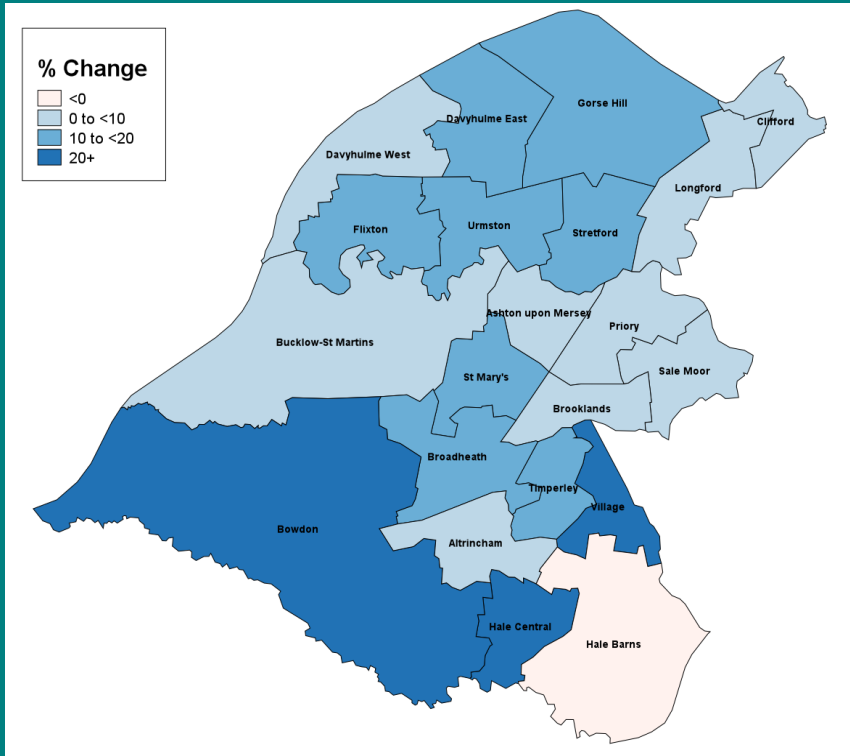 % Change
<0
0 to <10
10 to <20
20+
Gorse Hill
Davyhulme East
Clifford
Davyhulme West
Longford
Flixton
Urmston
Stretford
Ashton upon Mersey
Priory
Bucklow-St Martins
Sale Moor
St Mary's
Brooklands
Broadheath
Timperley
Village
Bowdon
Altrincham
Hale Central
Hale Barns